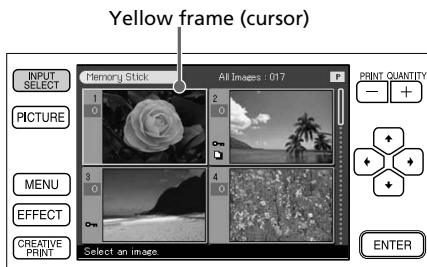 Yellow frame (cursor)
INPUT
SELECT
PICTURE
MENU
EFFECT
CREATIVE
PRINT
Memory Stick
All Images : 017
P
1
0
2
0
3
0
4
0
Select an image.
PRINT QUANTITY
− +
ENTER